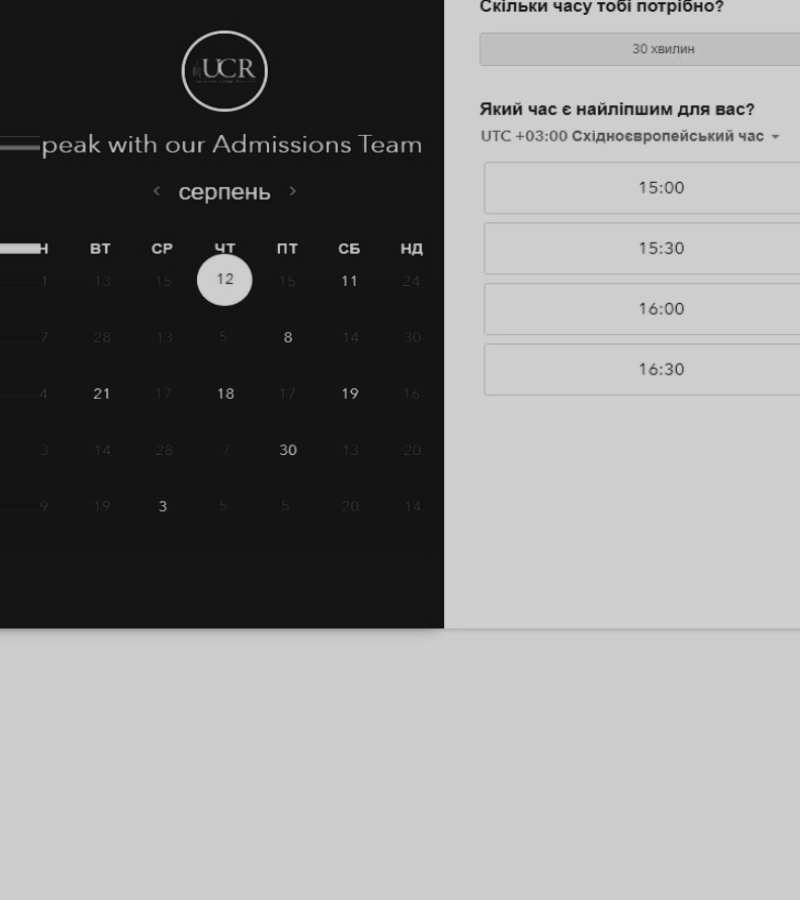 UCR
peak with our Admissions Team
‹ серпень ›
Н ВТ СР ЧТ ПТ СБ НД
1 13 15 12 15 11 24
7 28 13 5 8 14 30
4 21 17 18 17 19 16
3 14 28 7 30 13 20
9 19 3 5 5 20 14
Скільки часу тобі потрібно?
30 хвилин
Який час є найліпшим для вас?
UTC +03:00 Східноєвропейський час
15:00
15:30
16:00
16:30